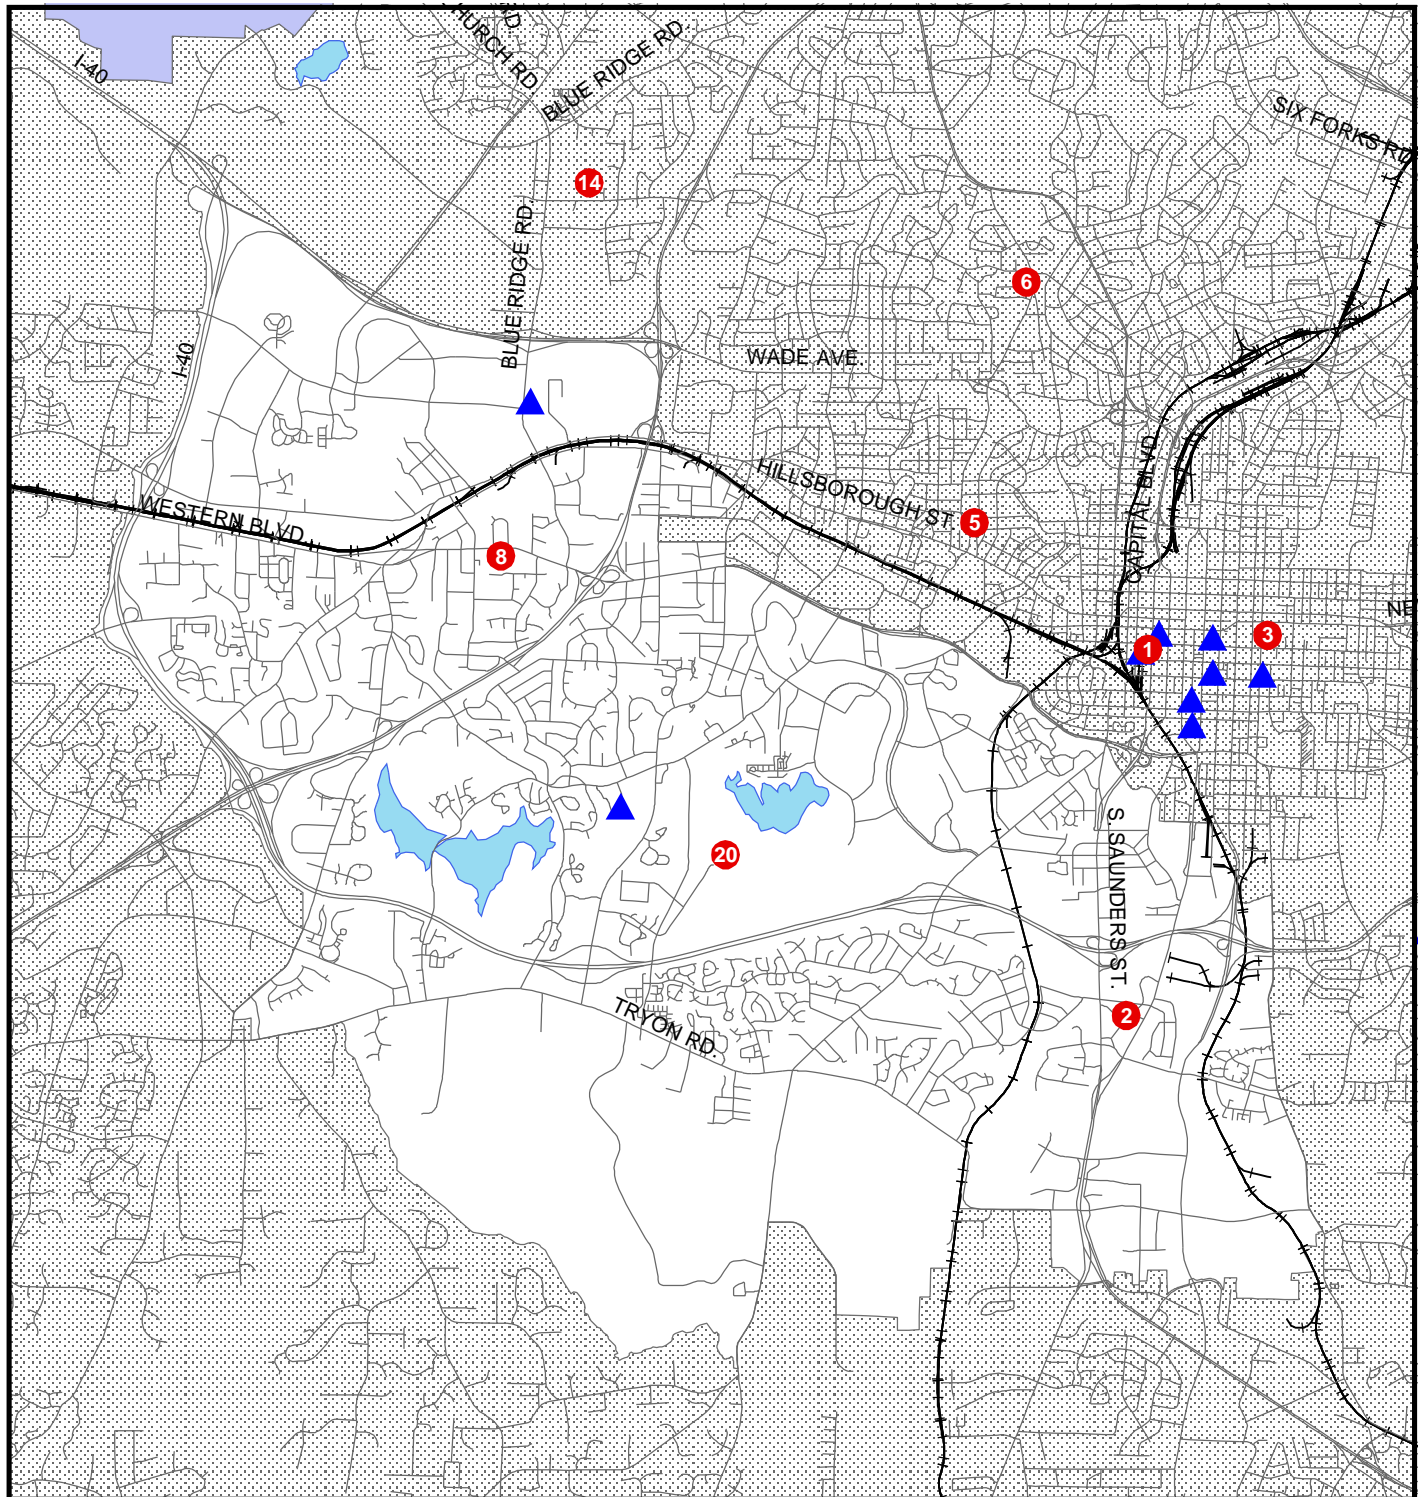 RD.
HURCH RD.
BLUE RIDGE RD.
I-40
SIX FORKS RD.
14
BLUE RIDGE RD.
6
I-40
WADE AVE.
HILLSBOROUGH ST.
CAPITAL BLVD.
WESTERN BLVD.
5
8
NE
3
1
S. SAUNDERS ST.
20
TRYON RD.
2